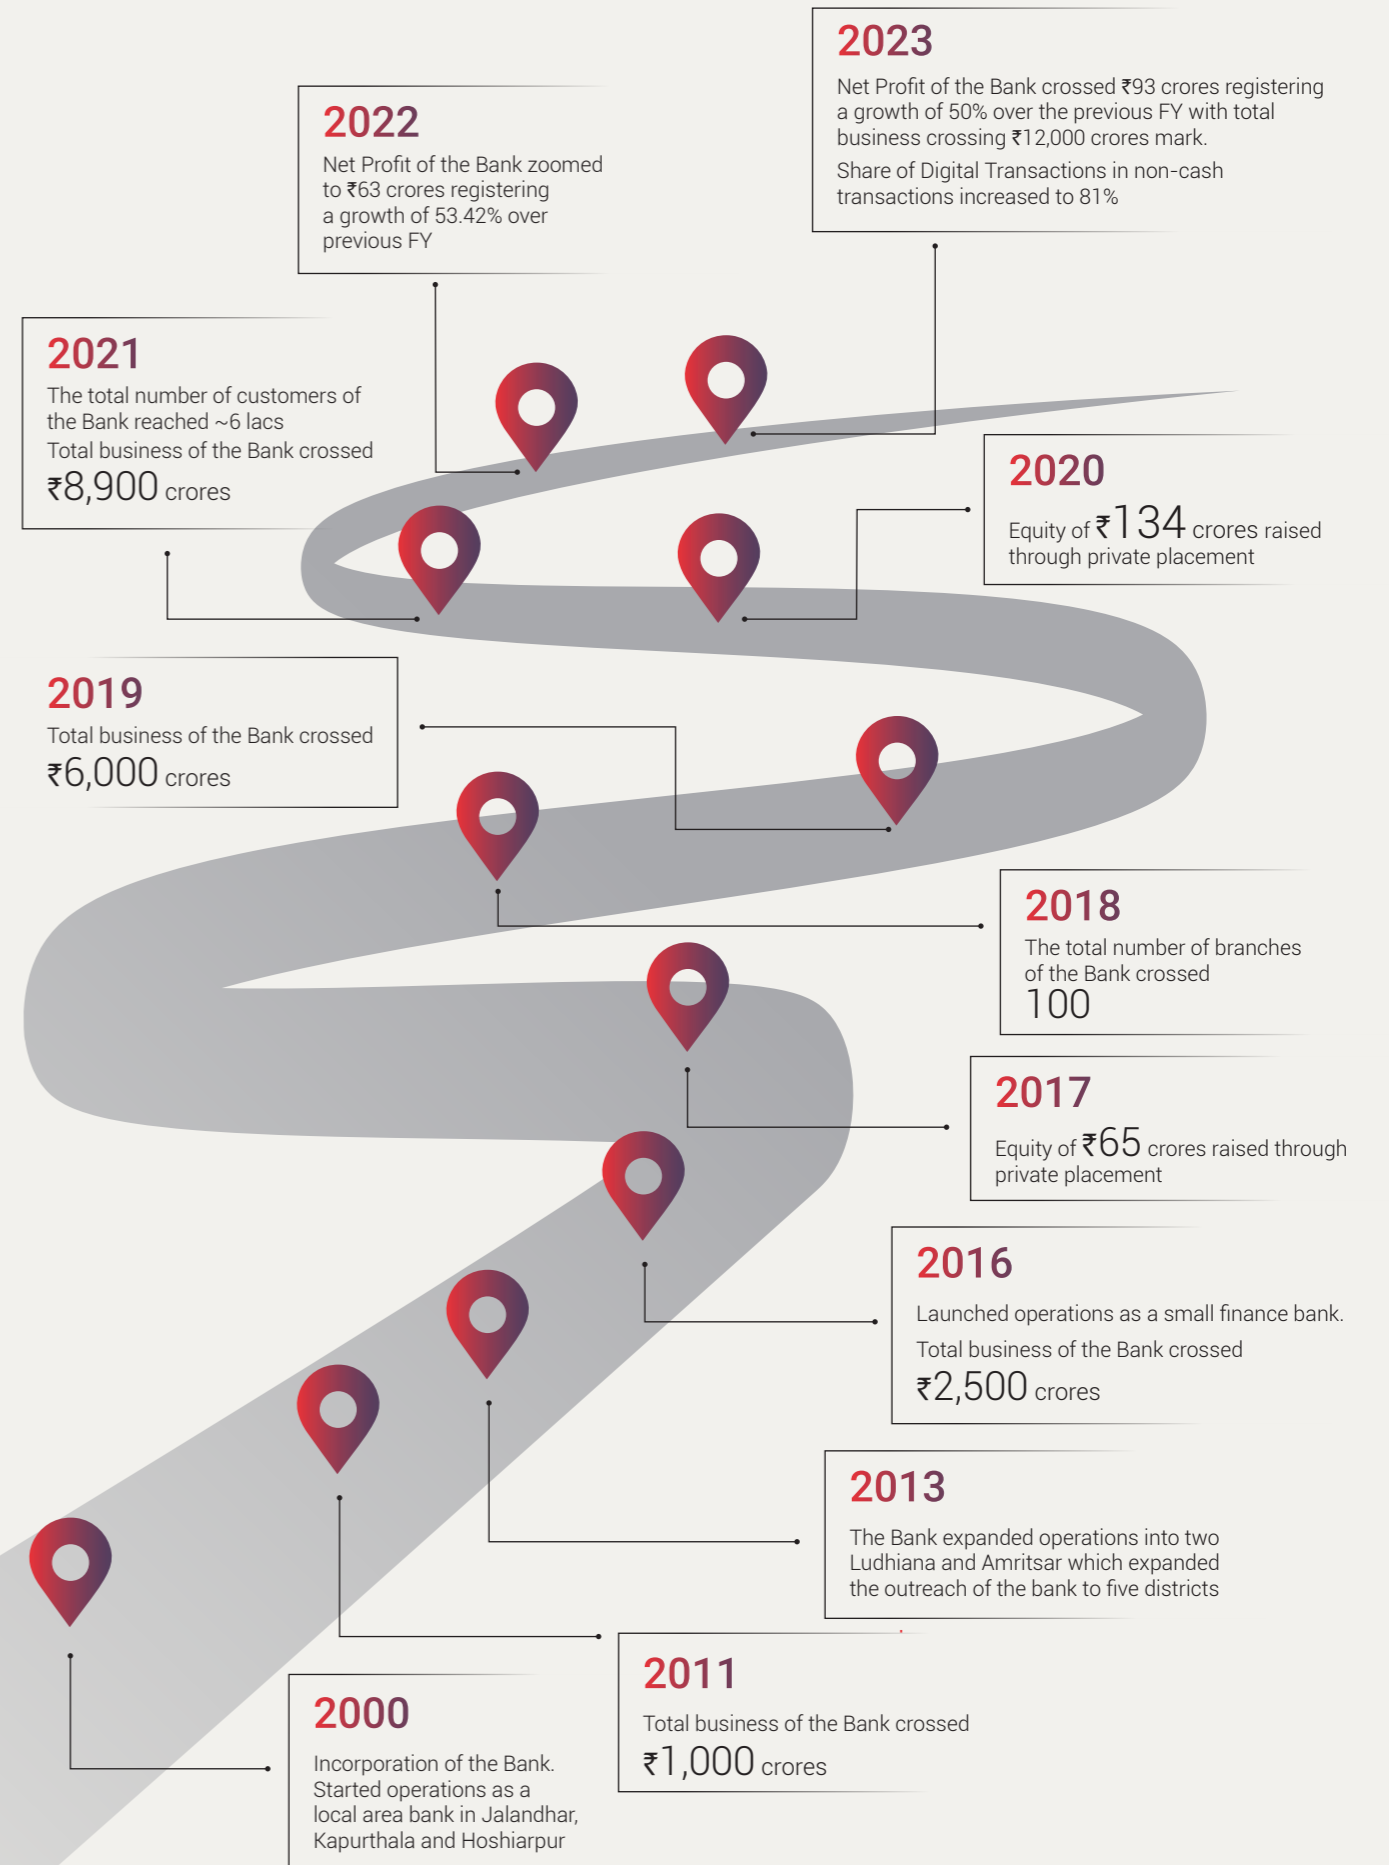 2023
Net Profit of the Bank crossed ₹93 crores registering
a growth of 50% over the previous FY with total
business crossing ₹12,000 crores mark.
Share of Digital Transactions in non-cash
transactions increased to 81%
2022
Net Profit of the Bank zoomed
to ₹63 crores registering
a growth of 53.42% over
previous FY
2021
The total number of customers of
the Bank reached ~6 lacs
Total business of the Bank crossed
₹8,900 crores
2020
Equity of ₹134 crores raised
through private placement
2019
Total business of the Bank crossed
₹6,000 crores
2018
The total number of branches
of the Bank crossed
100
2017
Equity of ₹65 crores raised through
private placement
2016
Launched operations as a small finance bank.
Total business of the Bank crossed
₹2,500 crores
2013
The Bank expanded operations into two
Ludhiana and Amritsar which expanded
the outreach of the bank to five districts
2011
Total business of the Bank crossed
₹1,000 crores
2000
Incorporation of the Bank.
Started operations as a
local area bank in Jalandhar,
Kapurthala and Hoshiarpur